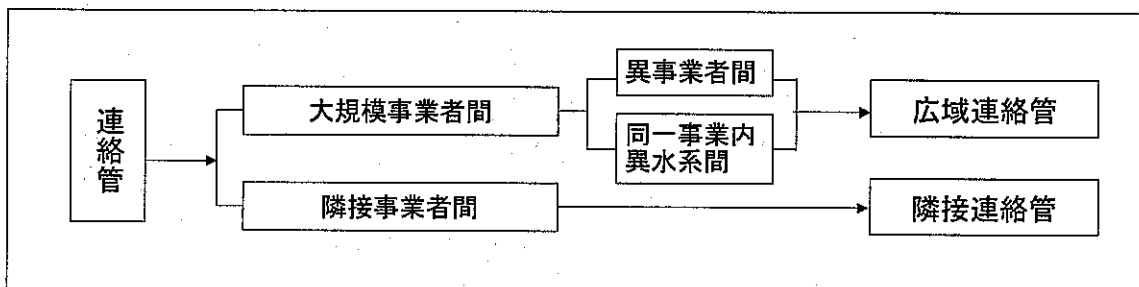 連絡管
大規模事業者間
異事業者間
同一事業内
異水系間
広域連絡管
隣接事業者間
隣接連絡管